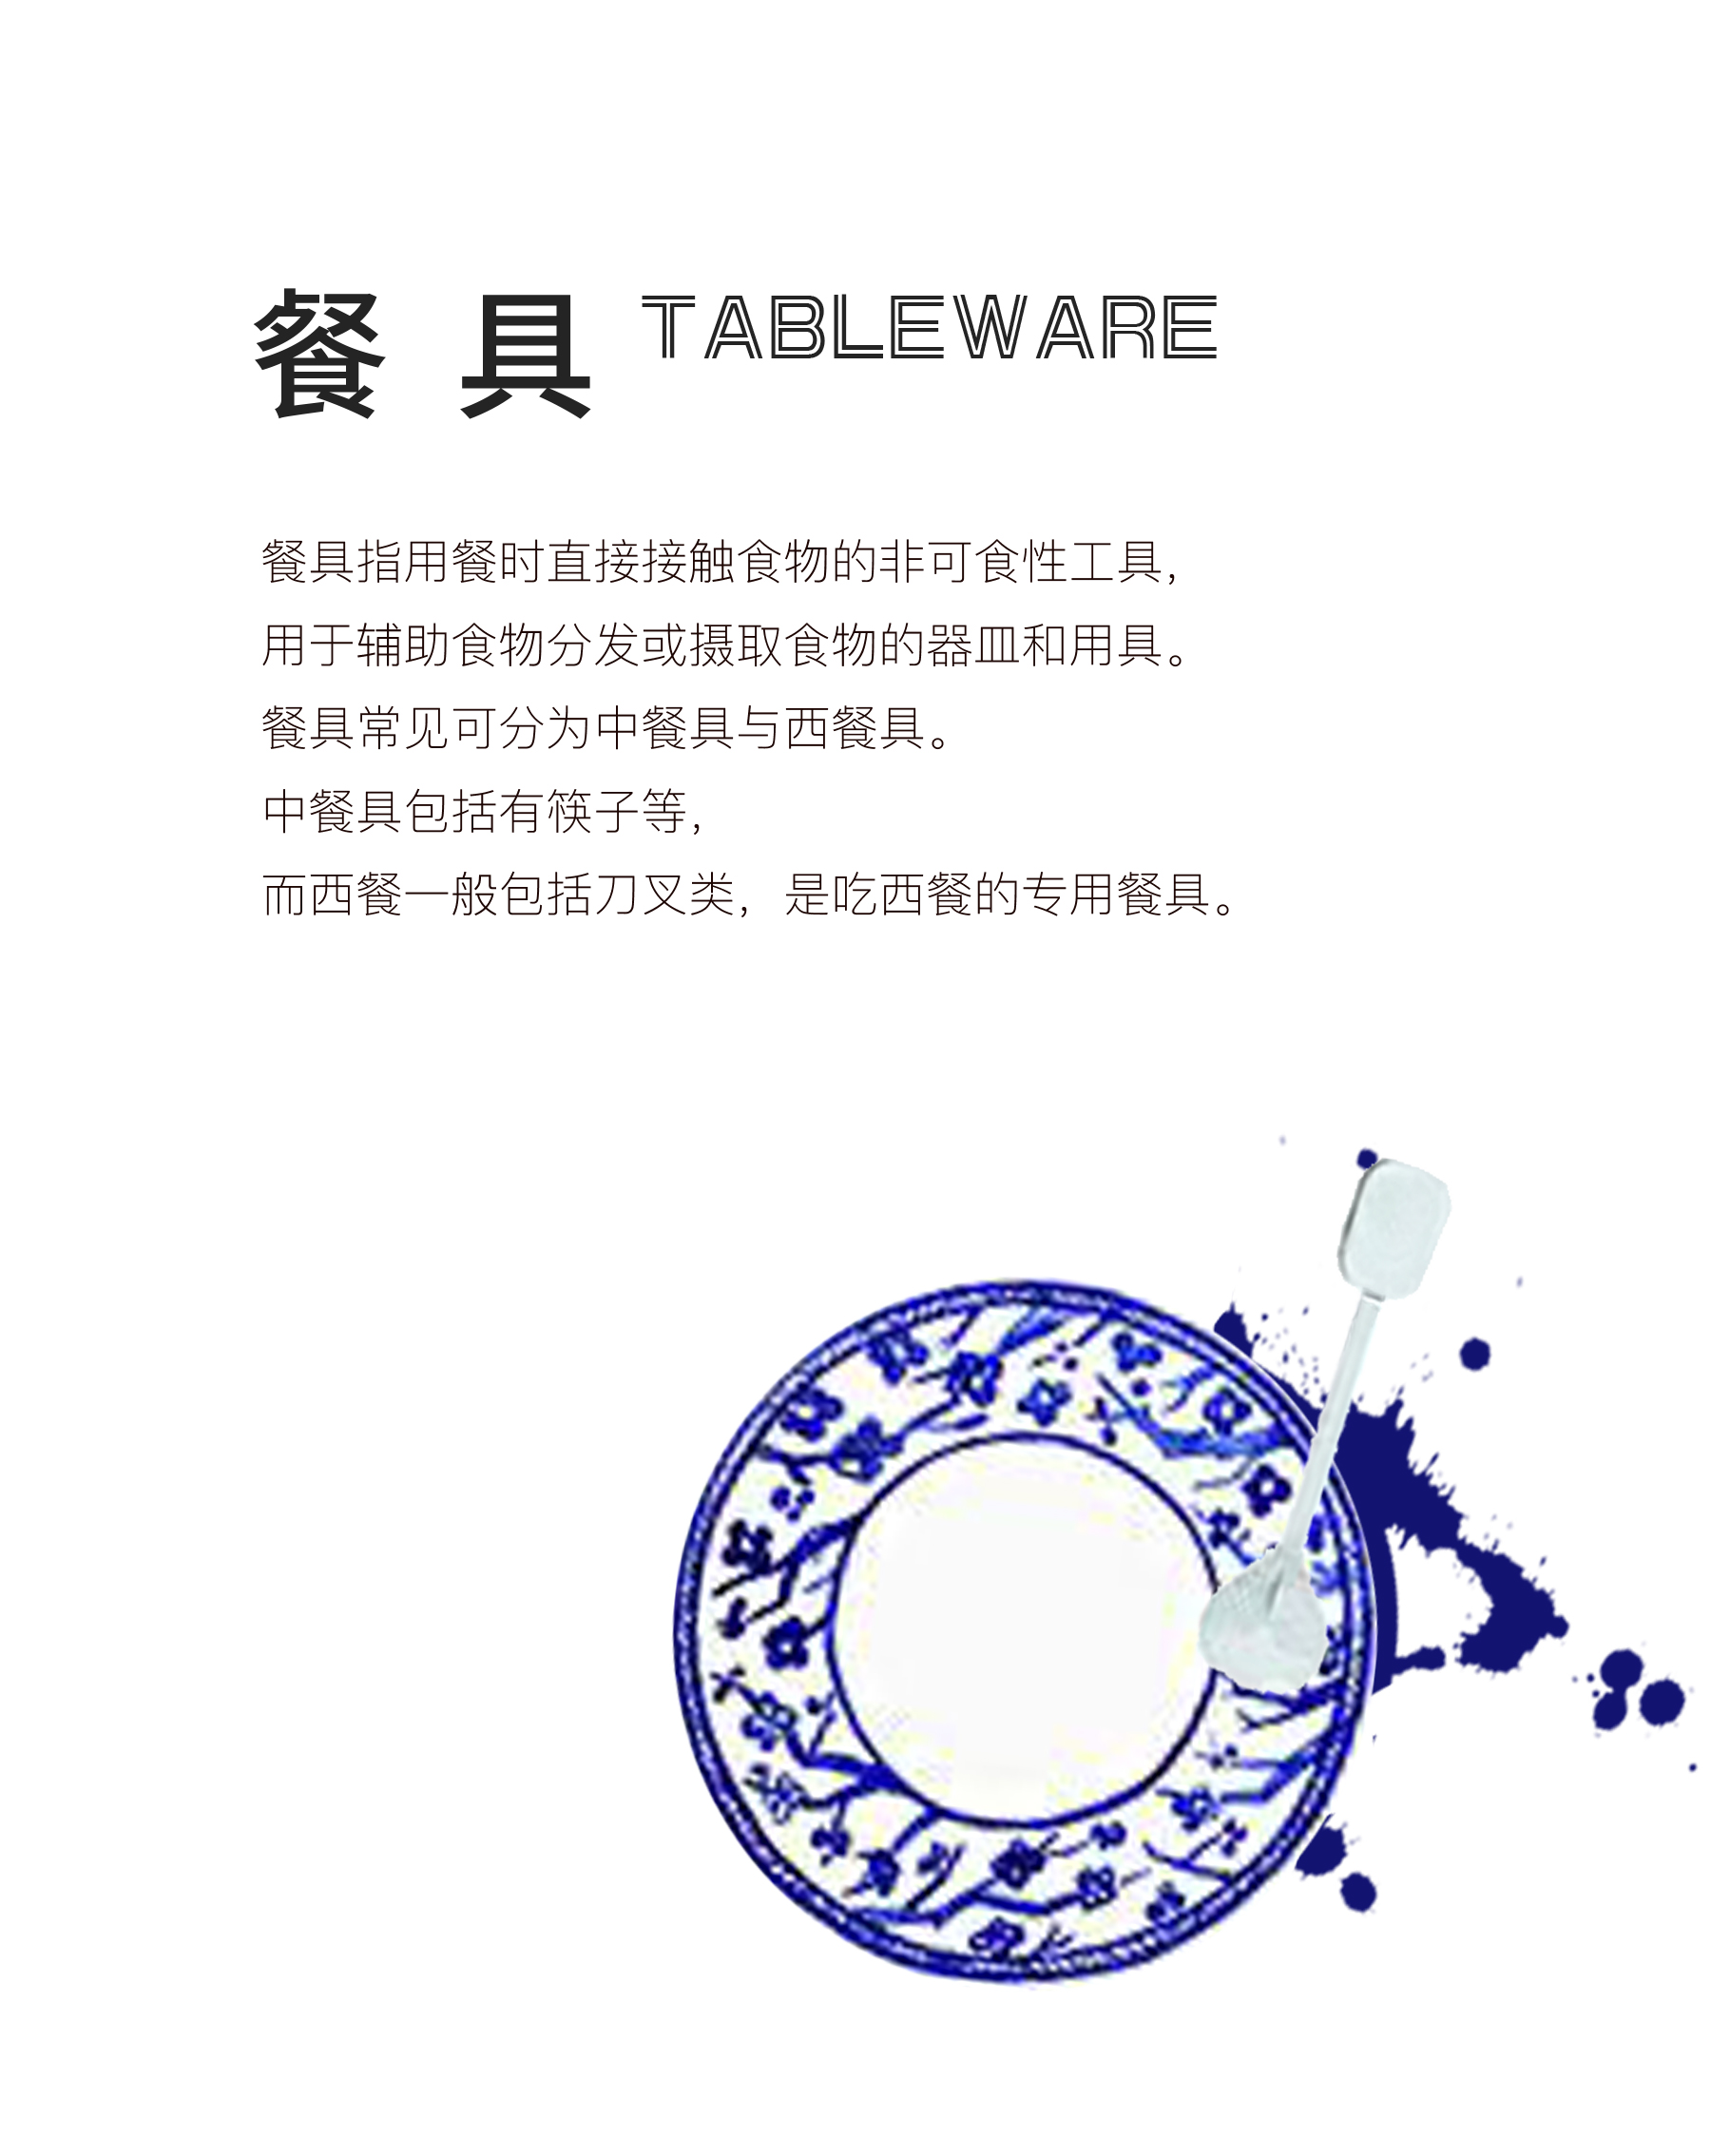 餐 具 TABLEWARE
餐具指用餐时直接接触食物的非可食性工具，
用于辅助食物分发或摄取食物的器皿和用具。
餐具常见可分为中餐具与西餐具。
中餐具包括有筷子等，
而西餐一般包括刀叉类，是吃西餐的专用餐具。